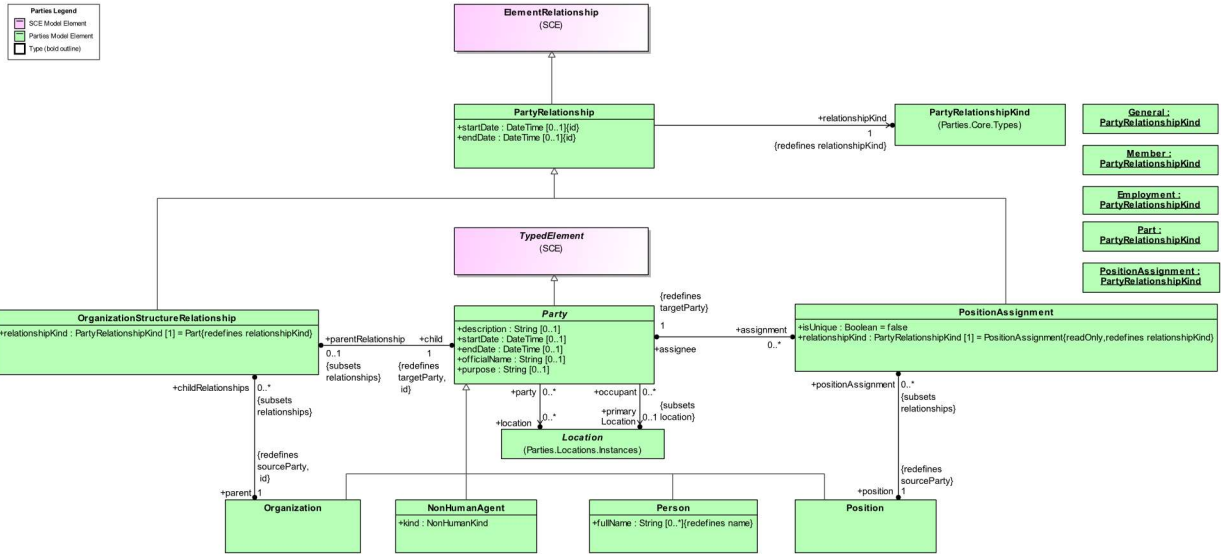 Parties Legend
SCE Model Element
Parties Model Element
Type (bold outline)
ElementRelationship
(SCE)
PartyRelationship
+startDate : DateTime [0..1]{id}
+endDate : DateTime [0..1]{id}
+relationshipKind
1
{redefines relationshipKind}
PartyRelationshipKind
(Parties.Core.Types)
General :
PartyRelationshipKind
Member :
PartyRelationshipKind
Employment :
PartyRelationshipKind
Part :
PartyRelationshipKind
PositionAssignment :
PartyRelationshipKind
TypedElement
(SCE)
OrganizationStructureRelationship
+relationshipKind : PartyRelationshipKind [1] = Part{redefines relationshipKind}
+parentRelationship
0..1
{subsets
relationships}
+child
1
{redefines
targetParty,
id}
Party
+description : String [0..1]
+startDate : DateTime [0..1]
+endDate : DateTime [0..1]
+officialName : String [0..1]
+purpose : String [0..1]
{redefines
targetParty}
1
+assignee
+assignment
0..*
PositionAssignment
+isUnique : Boolean = false
+relationshipKind : PartyRelationshipKind [1] = PositionAssignment{readOnly,redefines relationshipKind}
+childRelationships
0..*
{subsets
relationships}
+party
0..*
+occupant
0..*
+location
0..*
+primary
Location
0..1
{subsets
location}
+positionAssignment
0..*
{subsets
relationships}
Location
(Parties.Locations.Instances)
{redefines
sourceParty,
id}
+parent
1
{redefines
sourceParty}
+position
1
Organization
NonHumanAgent
+kind : NonHumanKind
Person
+fullName : String [0..*]{redefines name}
Position